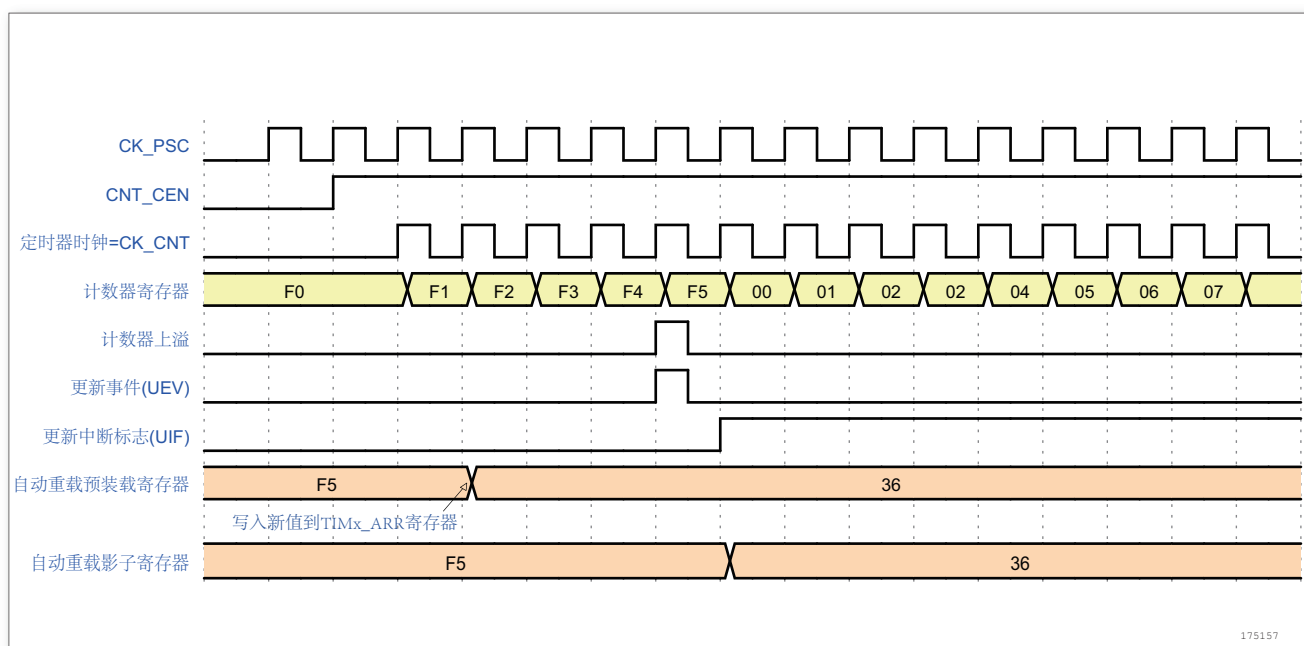 CK_PSC
CNT_CEN
定时器时钟=CK_CNT
计数器寄存器 F0 F1 F2 F3 F4 F5 00 01 02 02 04 05 06 07
计数器上溢
更新事件(UEV)
更新中断标志(UIF)
自动重载预装载寄存器 F5 36
写入新值到TIMx_ARR寄存器
自动重载影子寄存器 F5 36
175157